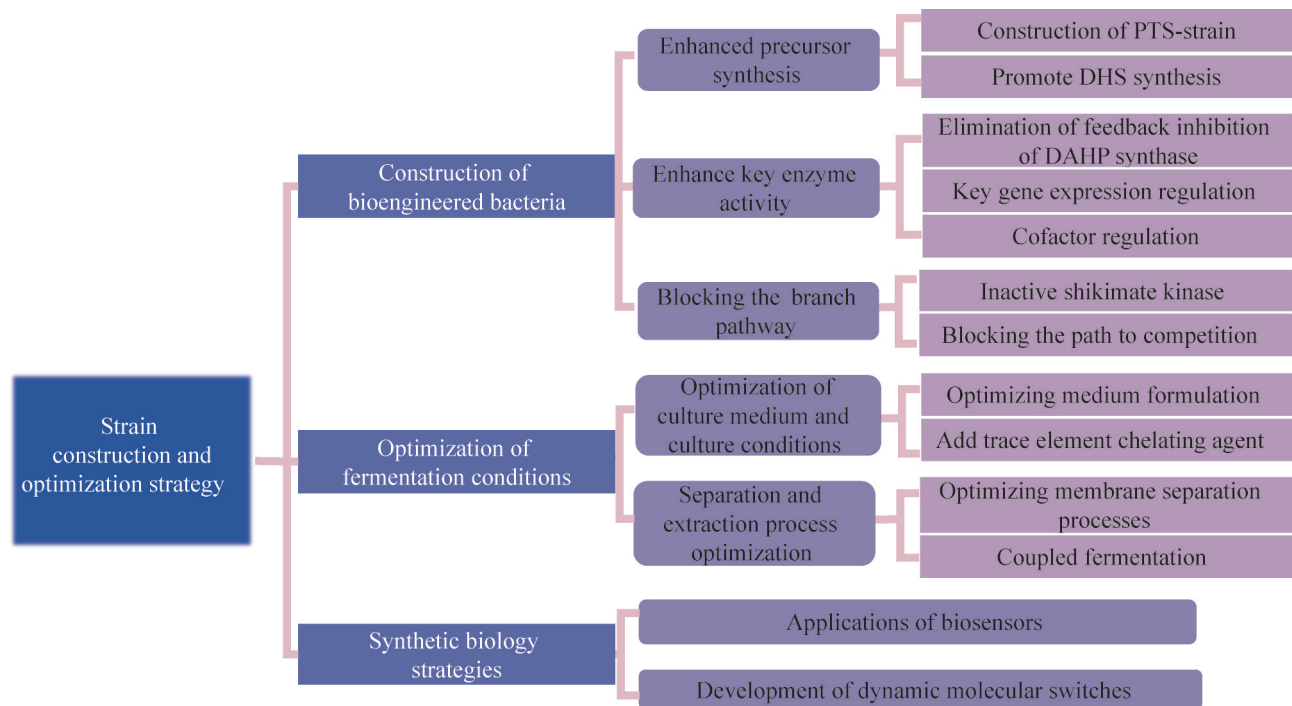 Strain
construction and
optimization strategy
Construction of
bioengineered bacteria
Enhanced precursor
synthesis
Construction of PTS-strain
Promote DHS synthesis
Enhance key enzyme
activity
Elimination of feedback inhibition
of DAHP synthase
Key gene expression regulation
Cofactor regulation
Blocking the branch
pathway
Inactive shikimate kinase
Blocking the path to competition
Optimization of
fermentation conditions
Optimization of
culture medium and
culture conditions
Optimizing medium formulation
Add trace element chelating agent
Separation and
extraction process
optimization
Optimizing membrane separation
processes
Coupled fermentation
Synthetic biology
strategies
Applications of biosensors
Development of dynamic molecular switches